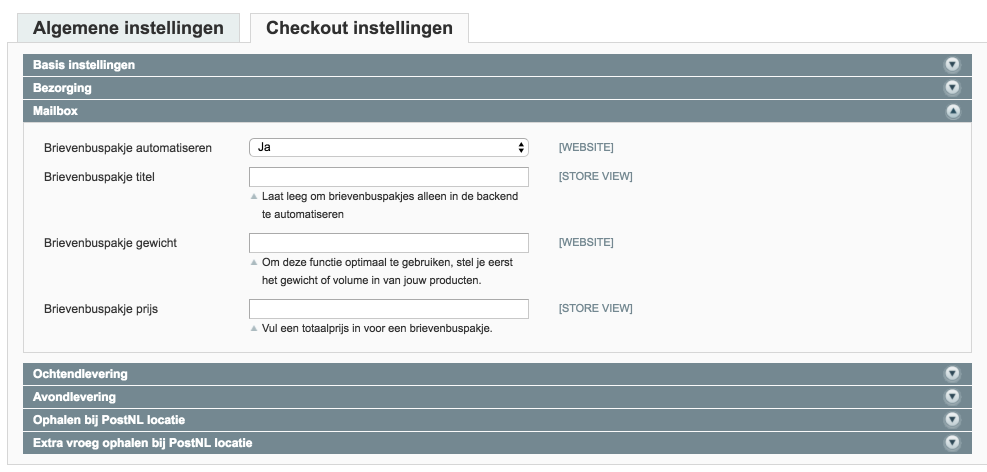 Algemene instellingen
Checkout instellingen
Basis instellingen
Bezorging
Mailbox
Brievenbuspakje automatiseren Ja [WEBSITE]
Brievenbuspakje titel [STORE VIEW]
Laat leeg om brievenbuspakjes alleen in de backend
te automatiseren
Brievenbuspakje gewicht [WEBSITE]
Om deze functie optimaal te gebruiken, stel je eerst
het gewicht of volume in van jouw producten.
Brievenbuspakje prijs [STORE VIEW]
Vul een totaalprijs in voor een brievenbuspakje.
Ochtendlevering
Avondlevering
Ophalen bij PostNL locatie
Extra vroeg ophalen bij PostNL locatie